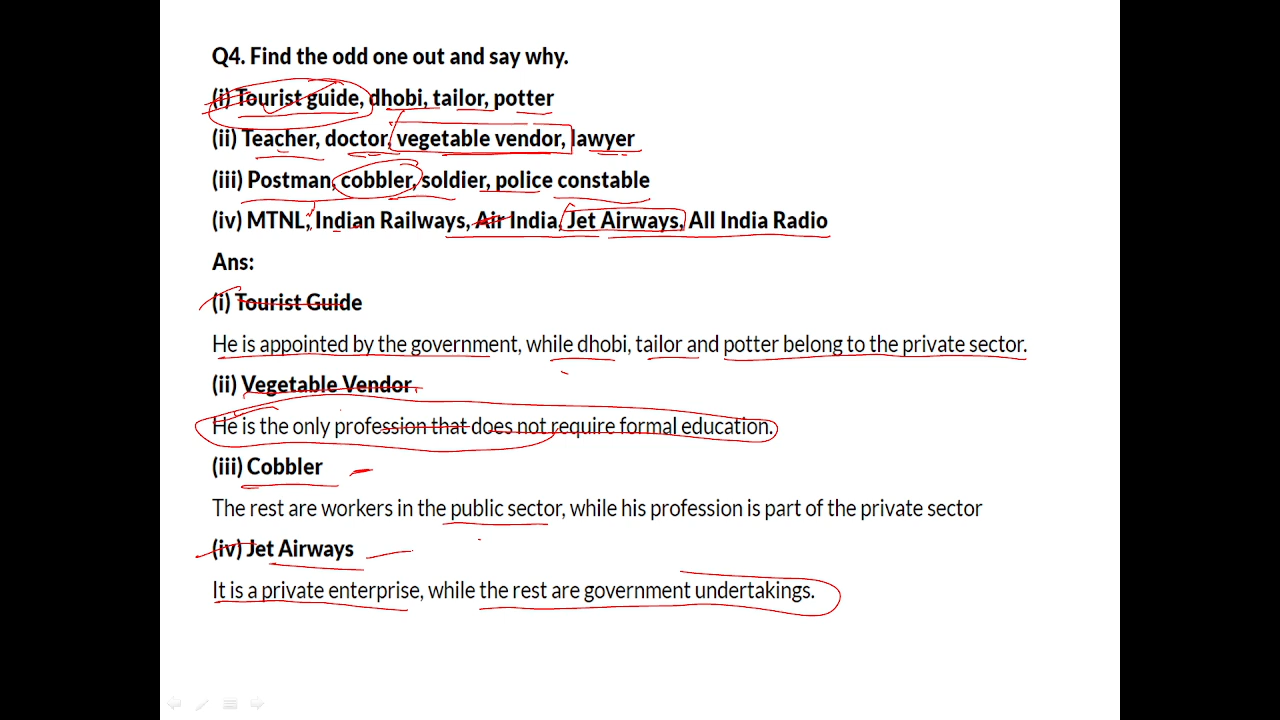 Q4. Find the odd one out and say why.
(i) Tourist guide, dhobi, tailor, potter
(ii) Teacher, doctor, vegetable vendor, lawyer
(iii) Postman, cobbler, soldier, police constable
(iv) MTNL, Indian Railways, Air India, Jet Airways, All India Radio
Ans:
(i) Tourist Guide
He is appointed by the government, while dhobi, tailor and potter belong to the private sector.
(ii) Vegetable Vendor
He is the only profession that does not require formal education.
(iii) Cobbler
The rest are workers in the public sector, while his profession is part of the private sector
(iv) Jet Airways
It is a private enterprise, while the rest are government undertakings.